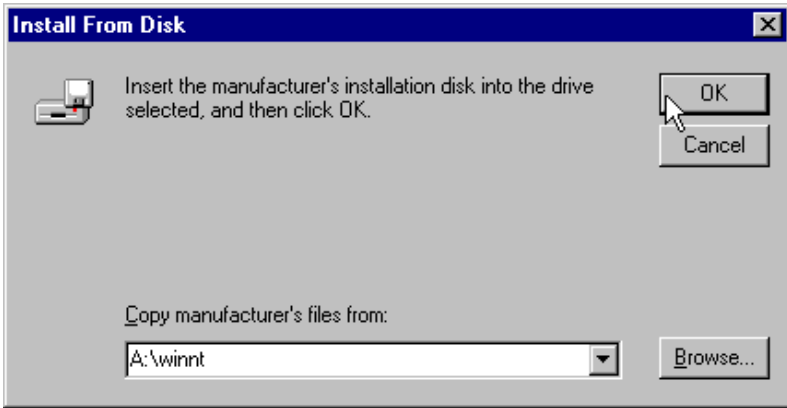 Install From Disk
Insert the manufacturer's installation disk into the drive
selected, and then click OK.
OK
Cancel
Copy manufacturer's files from:
A:\winnt
Browse...